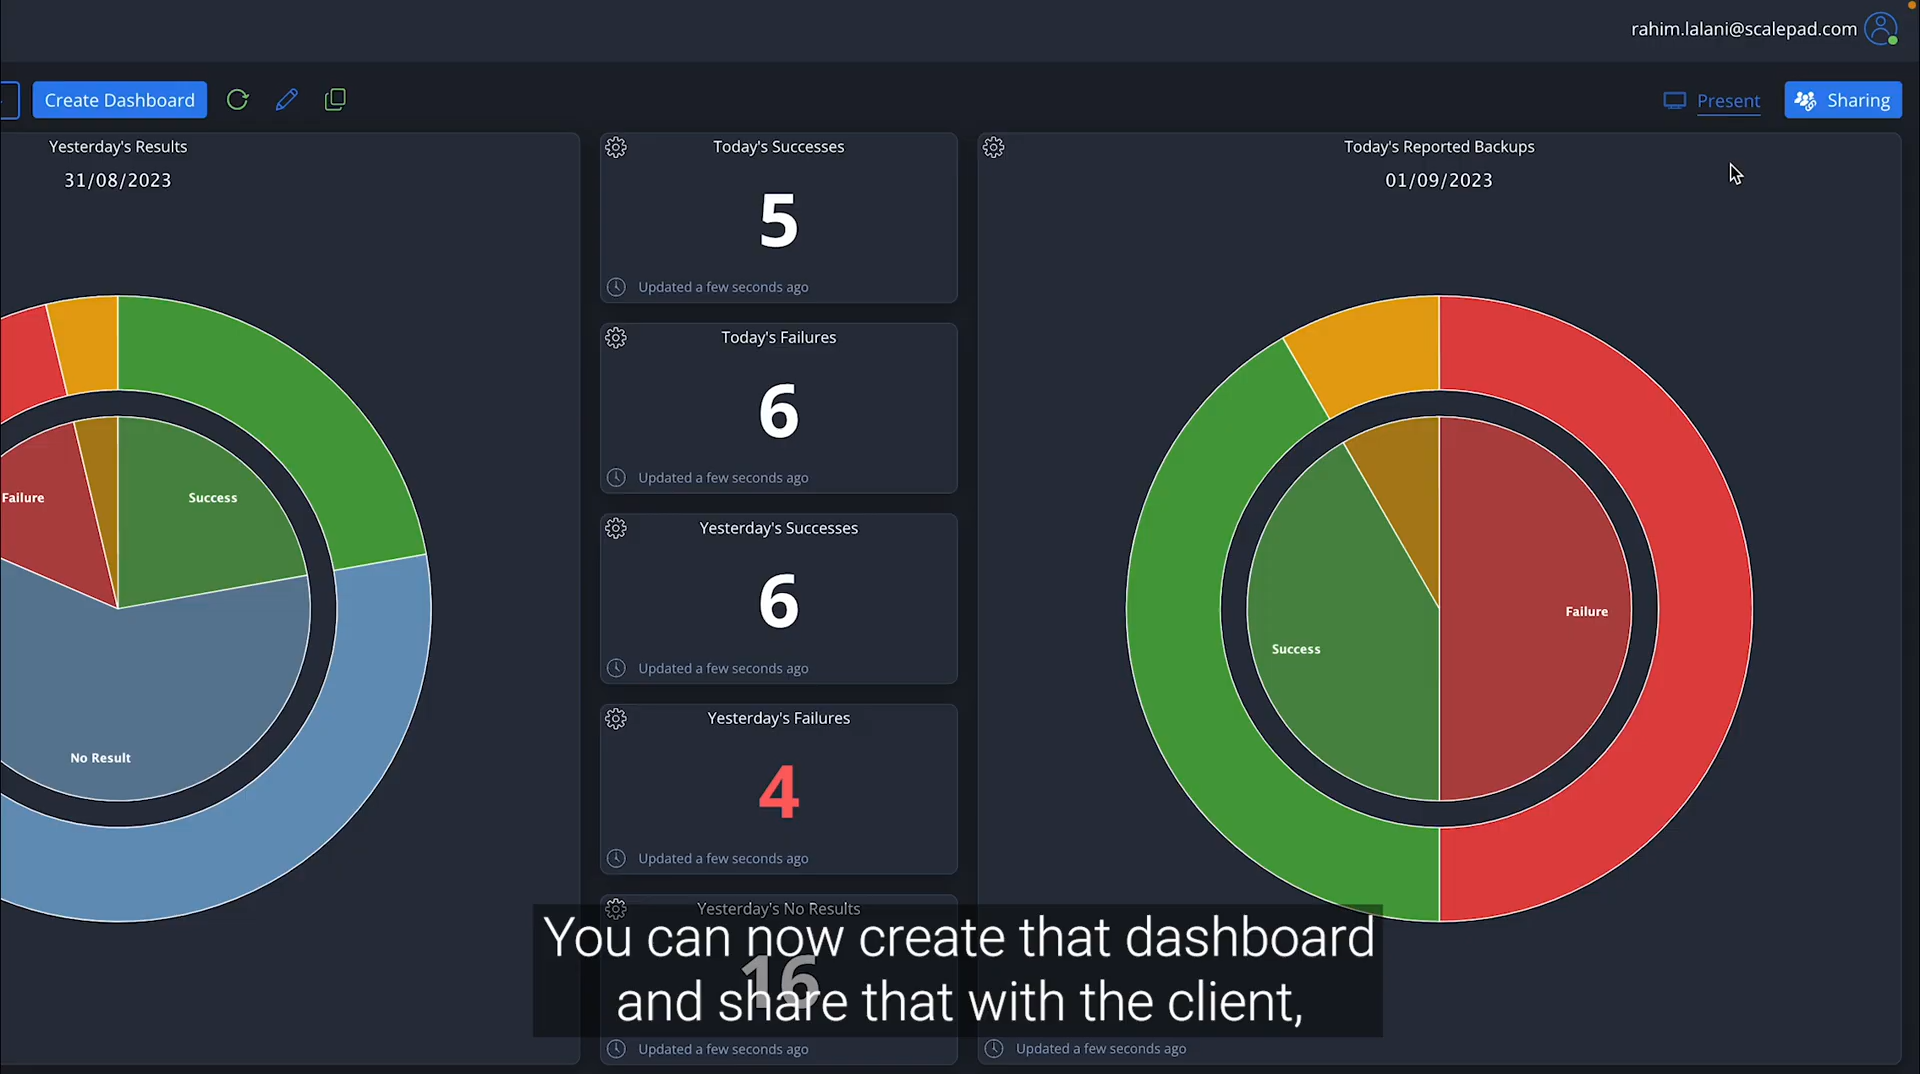 rahim.lalani@scalepad.com
Create Dashboard
Present
Sharing
Yesterday's Results
31/08/2023
Failure
Success
No Result
Today's Successes
5
Updated a few seconds ago
Today's Failures
6
Updated a few seconds ago
Yesterday's Successes
6
Updated a few seconds ago
Yesterday's Failures
4
Updated a few seconds ago
Yesterday's No Results
16
Updated a few seconds ago
Today's Reported Backups
01/09/2023
Success
Failure
Updated a few seconds ago
You can now create that dashboard
and share that with the client,